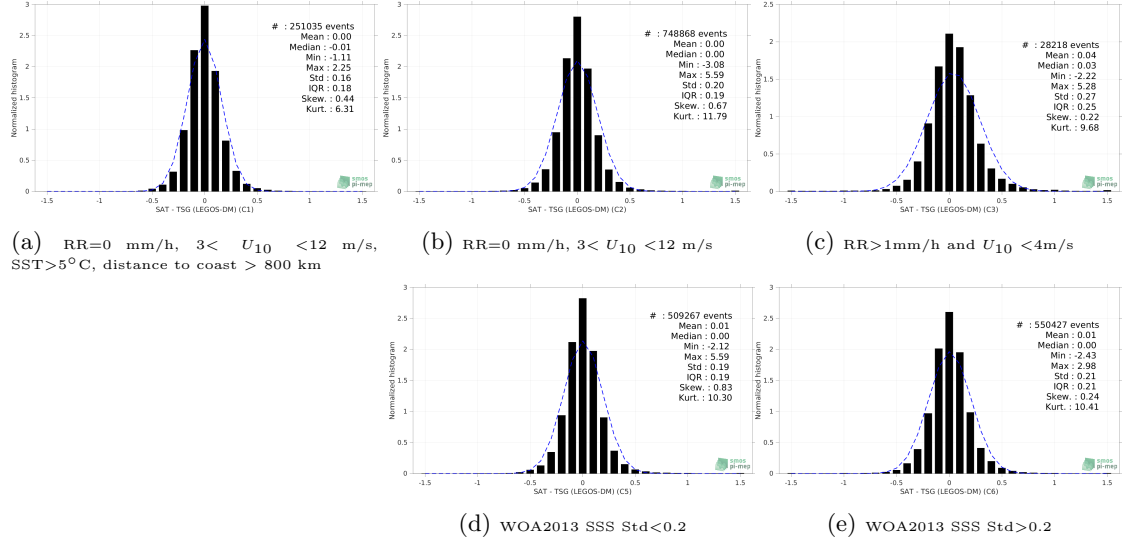 3
2.5
2
1.5
1
0.5
0
Normalized histogram
# : 251035 events
Mean : 0.00
Median : -0.01
Min : -1.11
Max : 2.25
Std : 0.16
IQR : 0.18
Skew. : 0.44
Kurt. : 6.31
smos
pi-mep
-1.5 -1 -0.5 0 0.5 1 1.5
SAT - TSG (LEGOS-DM) (C1)
(a) RR=0 mm/h, 3< U10 <12 m/s,
SST>5°C, distance to coast > 800 km
3
2.5
2
1.5
1
0.5
0
Normalized histogram
# : 748868 events
Mean : 0.00
Median : 0.00
Min : -3.08
Max : 5.59
Std : 0.20
IQR : 0.19
Skew. : 0.67
Kurt. : 11.79
smos
pi-mep
-1.5 -1 -0.5 0 0.5 1 1.5
SAT - TSG (LEGOS-DM) (C2)
(b) RR=0 mm/h, 3< U10 <12 m/s
2.5
2
1.5
1
0.5
0
Normalized histogram
# : 28218 events
Mean : 0.04
Median : 0.03
Min : -2.22
Max : 5.28
Std : 0.27
IQR : 0.25
Skew. : 0.22
Kurt. : 9.68
smos
pi-mep
-1.5 -1 -0.5 0 0.5 1 1.5
SAT - TSG (LEGOS-DM) (C3)
(c) RR>1mm/h and U10 <4m/s
3
2.5
2
1.5
1
0.5
0
Normalized histogram
# : 509267 events
Mean : 0.01
Median : 0.00
Min : -2.12
Max : 5.59
Std : 0.19
IQR : 0.19
Skew. : 0.83
Kurt. : 10.30
smos
pi-mep
-1.5 -1 -0.5 0 0.5 1 1.5
SAT - TSG (LEGOS-DM) (C5)
(d) WOA2013 SSS Std<0.2
3
2.5
2
1.5
1
0.5
0
Normalized histogram
# : 550427 events
Mean : 0.01
Median : 0.00
Min : -2.43
Max : 2.98
Std : 0.21
IQR : 0.21
Skew. : 0.24
Kurt. : 10.41
smos
pi-mep
-1.5 -1 -0.5 0 0.5 1 1.5
SAT - TSG (LEGOS-DM) (C6)
(e) WOA2013 SSS Std>0.2